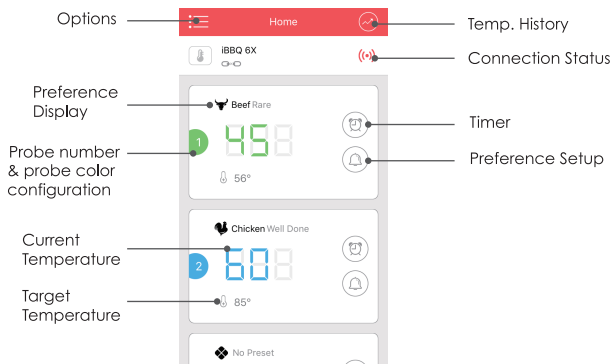 Options
Home
Temp. History
iBBQ 6X
Connection Status
Preference
Display
Beef Rare
Timer
1
45
Probe number
& probe color
configuration
Preference Setup
56°
Chicken Well Done
Current
Temperature
2
60
Target
Temperature
85°
No Preset